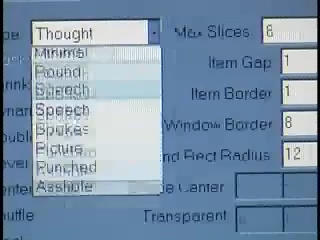 Thought
Max Slices 8
Minimal
Round
Item Gap 1
Speech
Item Border 1
Speech
Spokes
Window Border 8
Picture
Rect Radius 12
Punched
Asshole
Center
Transparent